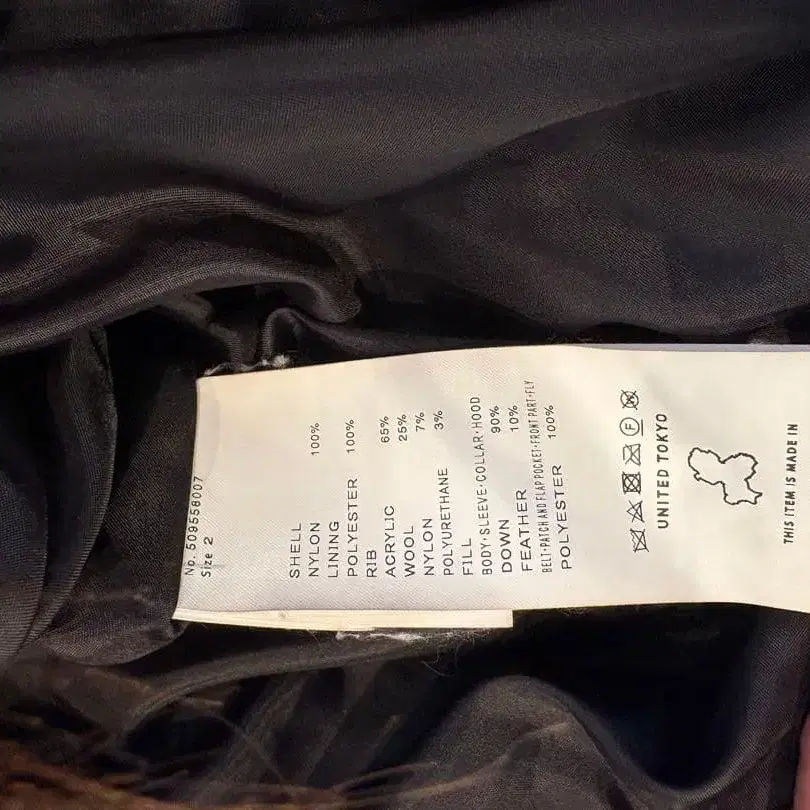 No. 509556007
Size 2
SHELL
NYLON 100%
LINING
POLYESTER 100%
RIB
ACRYLIC 65%
WOOL 25%
NYLON 7%
POLYURETHANE 3%
FILL
BODY·SLEEVE·COLLAR·HOOD
DOWN 90%
FEATHER 10%
BELT·PATCH AND FLAP POCKET·FRONT PART·FLY
POLYESTER 100%
UNITED TOKYO
THIS ITEM IS MADE IN